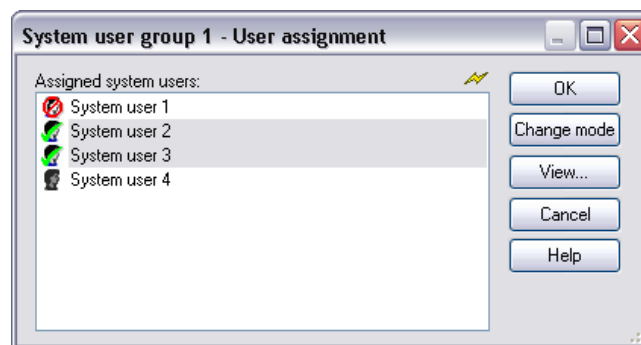 System user group 1 - User assignment
Assigned system users:
System user 1
System user 2
System user 3
System user 4
OK
Change mode
View...
Cancel
Help